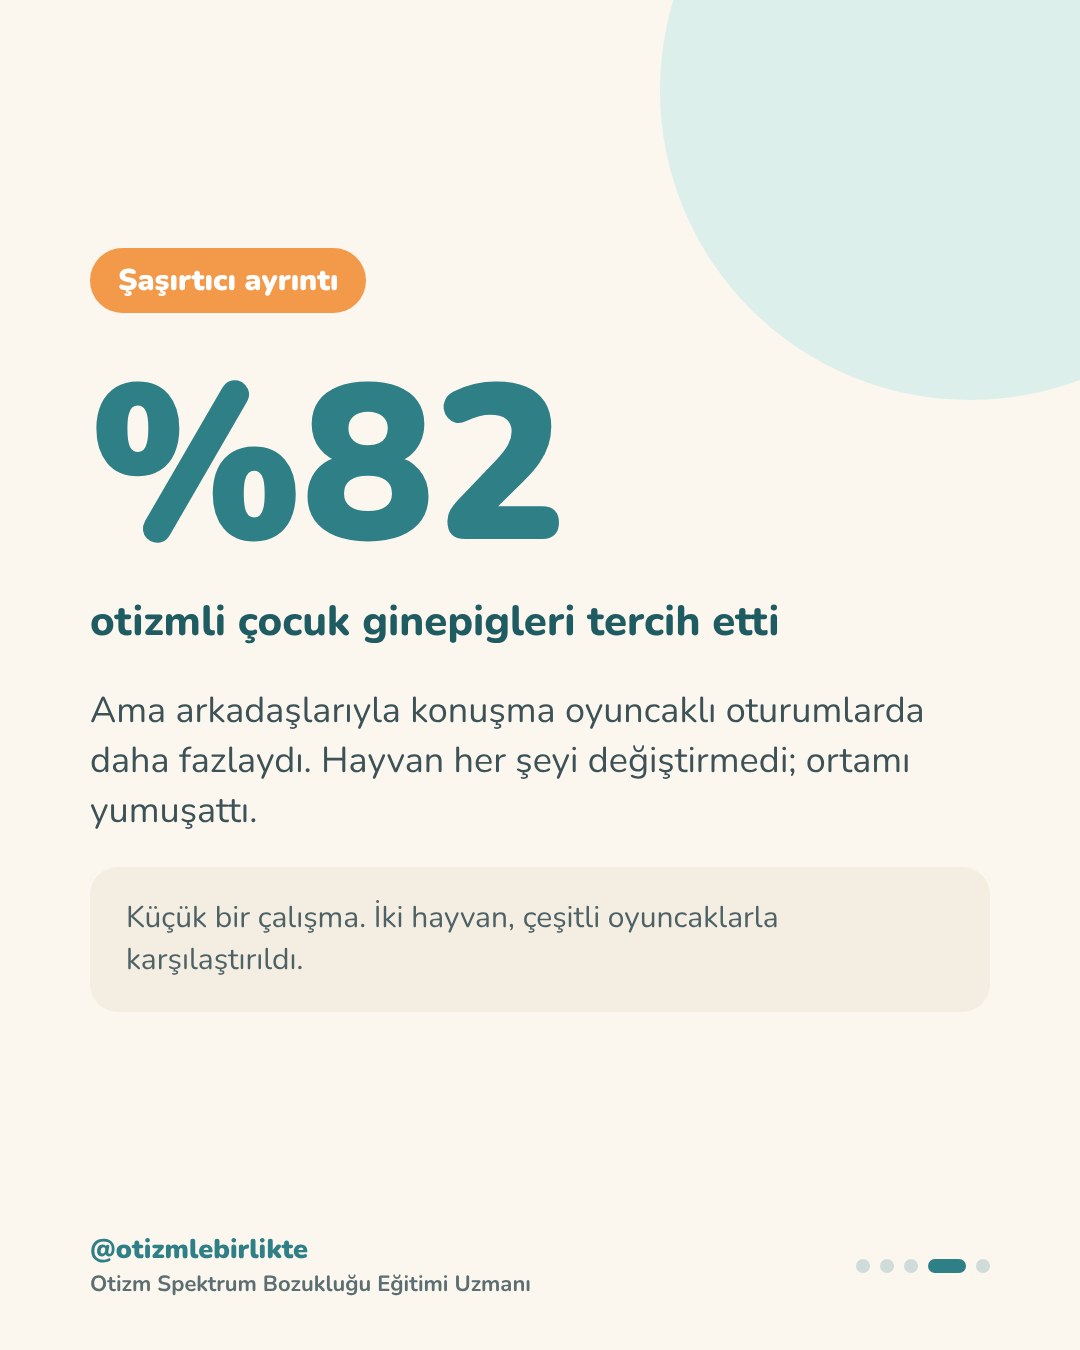 Şaşırtıcı ayrıntı
%82
otizmli çocuk ginepigleri tercih etti
Ama arkadaşlarıyla konuşma oyuncaklı oturumlarda
daha fazlaydı. Hayvan her şeyi değiştirmedi; ortamı
yumuşattı.
Küçük bir çalışma. İki hayvan, çeşitli oyuncaklarla
karşılaştırıldı.
@otizmlebirlikte
Otizm Spektrum Bozukluğu Eğitimi Uzmanı